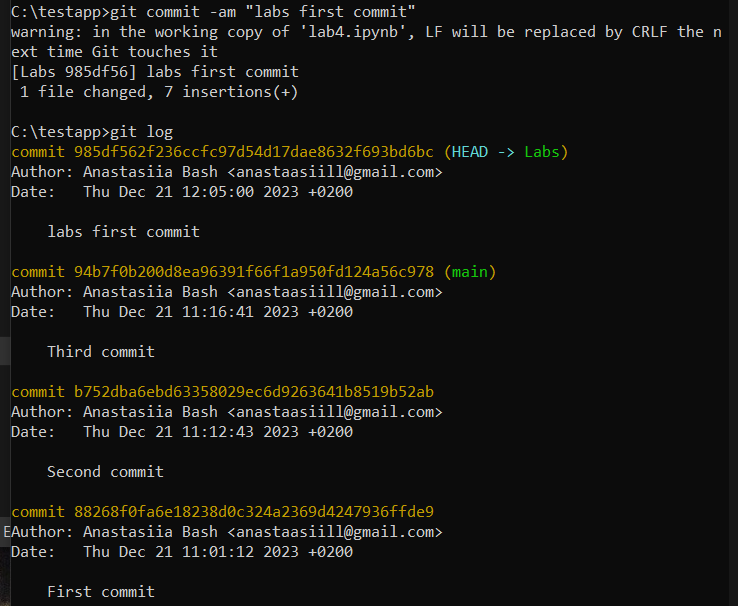 C:\testapp>git commit -am "labs first commit"
warning: in the working copy of 'lab4.ipynb', LF will be replaced by CRLF the n
ext time Git touches it
[Labs 985df56] labs first commit
 1 file changed, 7 insertions(+)
C:\testapp>git log
commit 985df562f236ccfc97d54d17dae8632f693bd6bc (HEAD -> Labs)
Author: Anastasiia Bash <anastaasiill@gmail.com>
Date:   Thu Dec 21 12:05:00 2023 +0200
    labs first commit
commit 94b7f0b200d8ea96391f66f1a950fd124a56c978 (main)
Author: Anastasiia Bash <anastaasiill@gmail.com>
Date:   Thu Dec 21 11:16:41 2023 +0200
    Third commit
commit b752dba6ebd63358029ec6d9263641b8519b52ab
Author: Anastasiia Bash <anastaasiill@gmail.com>
Date:   Thu Dec 21 11:12:43 2023 +0200
    Second commit
commit 88268f0fa6e18238d0c324a2369d4247936ffde9
Author: Anastasiia Bash <anastaasiill@gmail.com>
Date:   Thu Dec 21 11:01:12 2023 +0200
    First commit